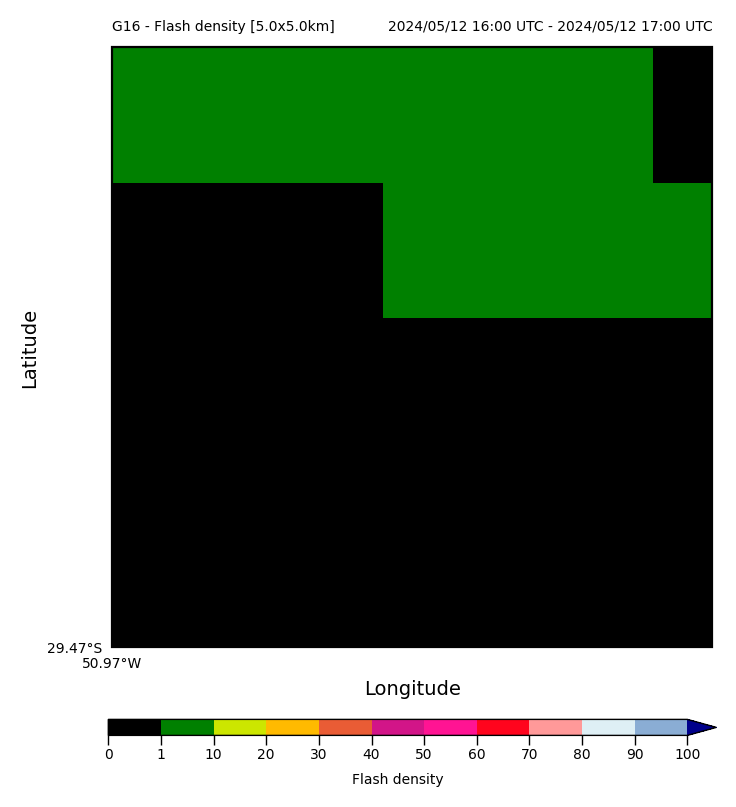 G16 - Flash density [5.0x5.0km] 2024/05/12 16:00 UTC - 2024/05/12 17:00 UTC
Latitude
29.47°S
50.97°W
Longitude
0 1 10 20 30 40 50 60 70 80 90 100
Flash density